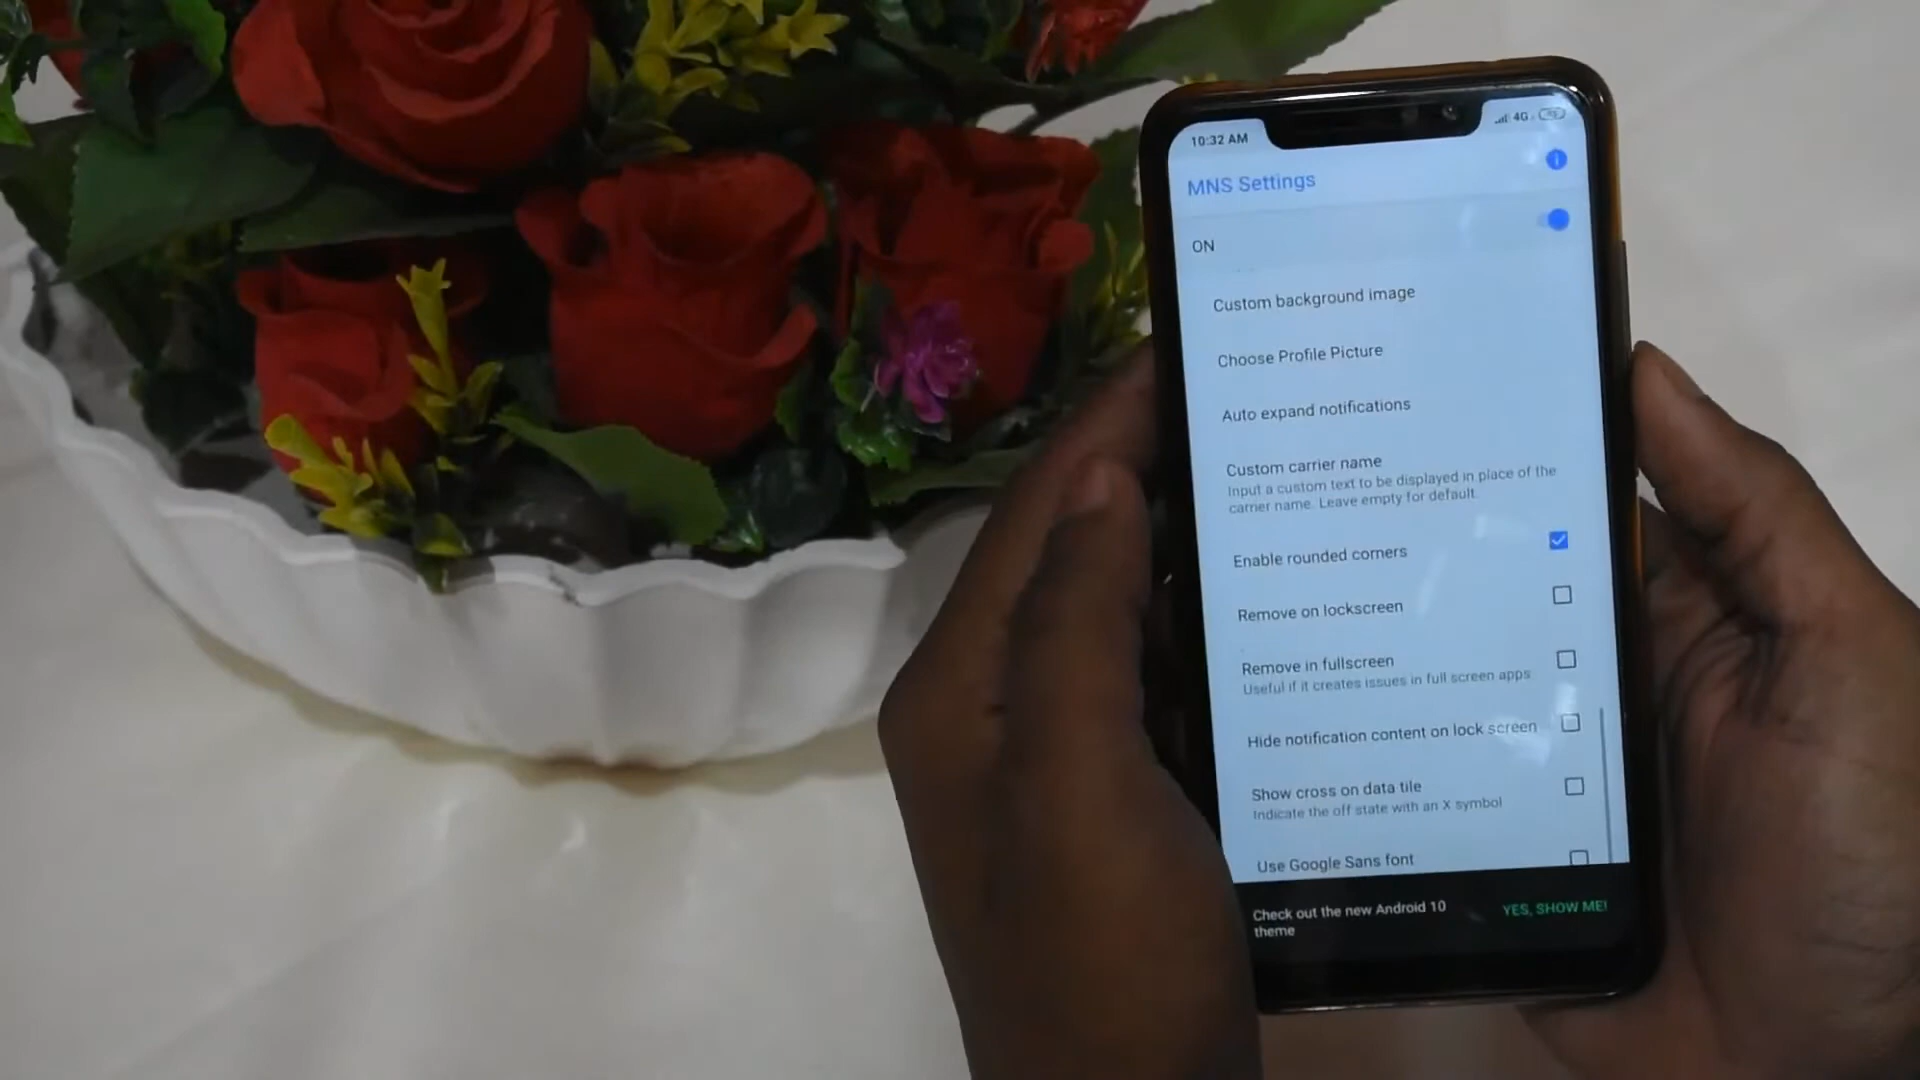 10:32 AM
4G
MNS Settings
ON
Custom background image
Choose Profile Picture
Auto expand notifications
Custom carrier name
Input a custom text to be displayed in place of the
carrier name. Leave empty for default.
Enable rounded corners
Remove on lockscreen
Remove in fullscreen
Useful if it creates issues in full screen apps
Hide notification content on lock screen
Show cross on data tile
Indicate the off state with an X symbol
Use Google Sans font
Check out the new Android 10
theme
YES, SHOW ME!